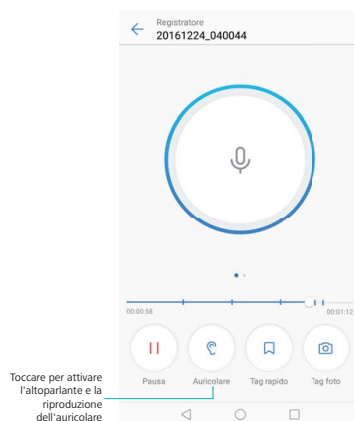 Registratore
20161224_040044
00:00:58
00:01:12
Pausa
Auricolare
Tag rapido
Tag foto
Toccare per attivare
l'altoparlante e la
riproduzione
dell'auricolare